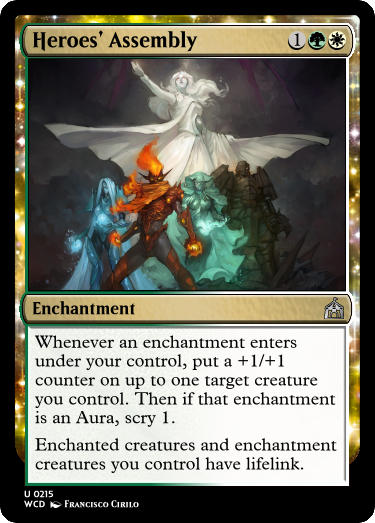 Heroes' Assembly 1
Enchantment
Whenever an enchantment enters
under your control, put a +1/+1
counter on up to one target creature
you control. Then if that enchantment
is an Aura, scry 1.
Enchanted creatures and enchantment
creatures you control have lifelink.
U 0215
WCD Francisco Cirilo